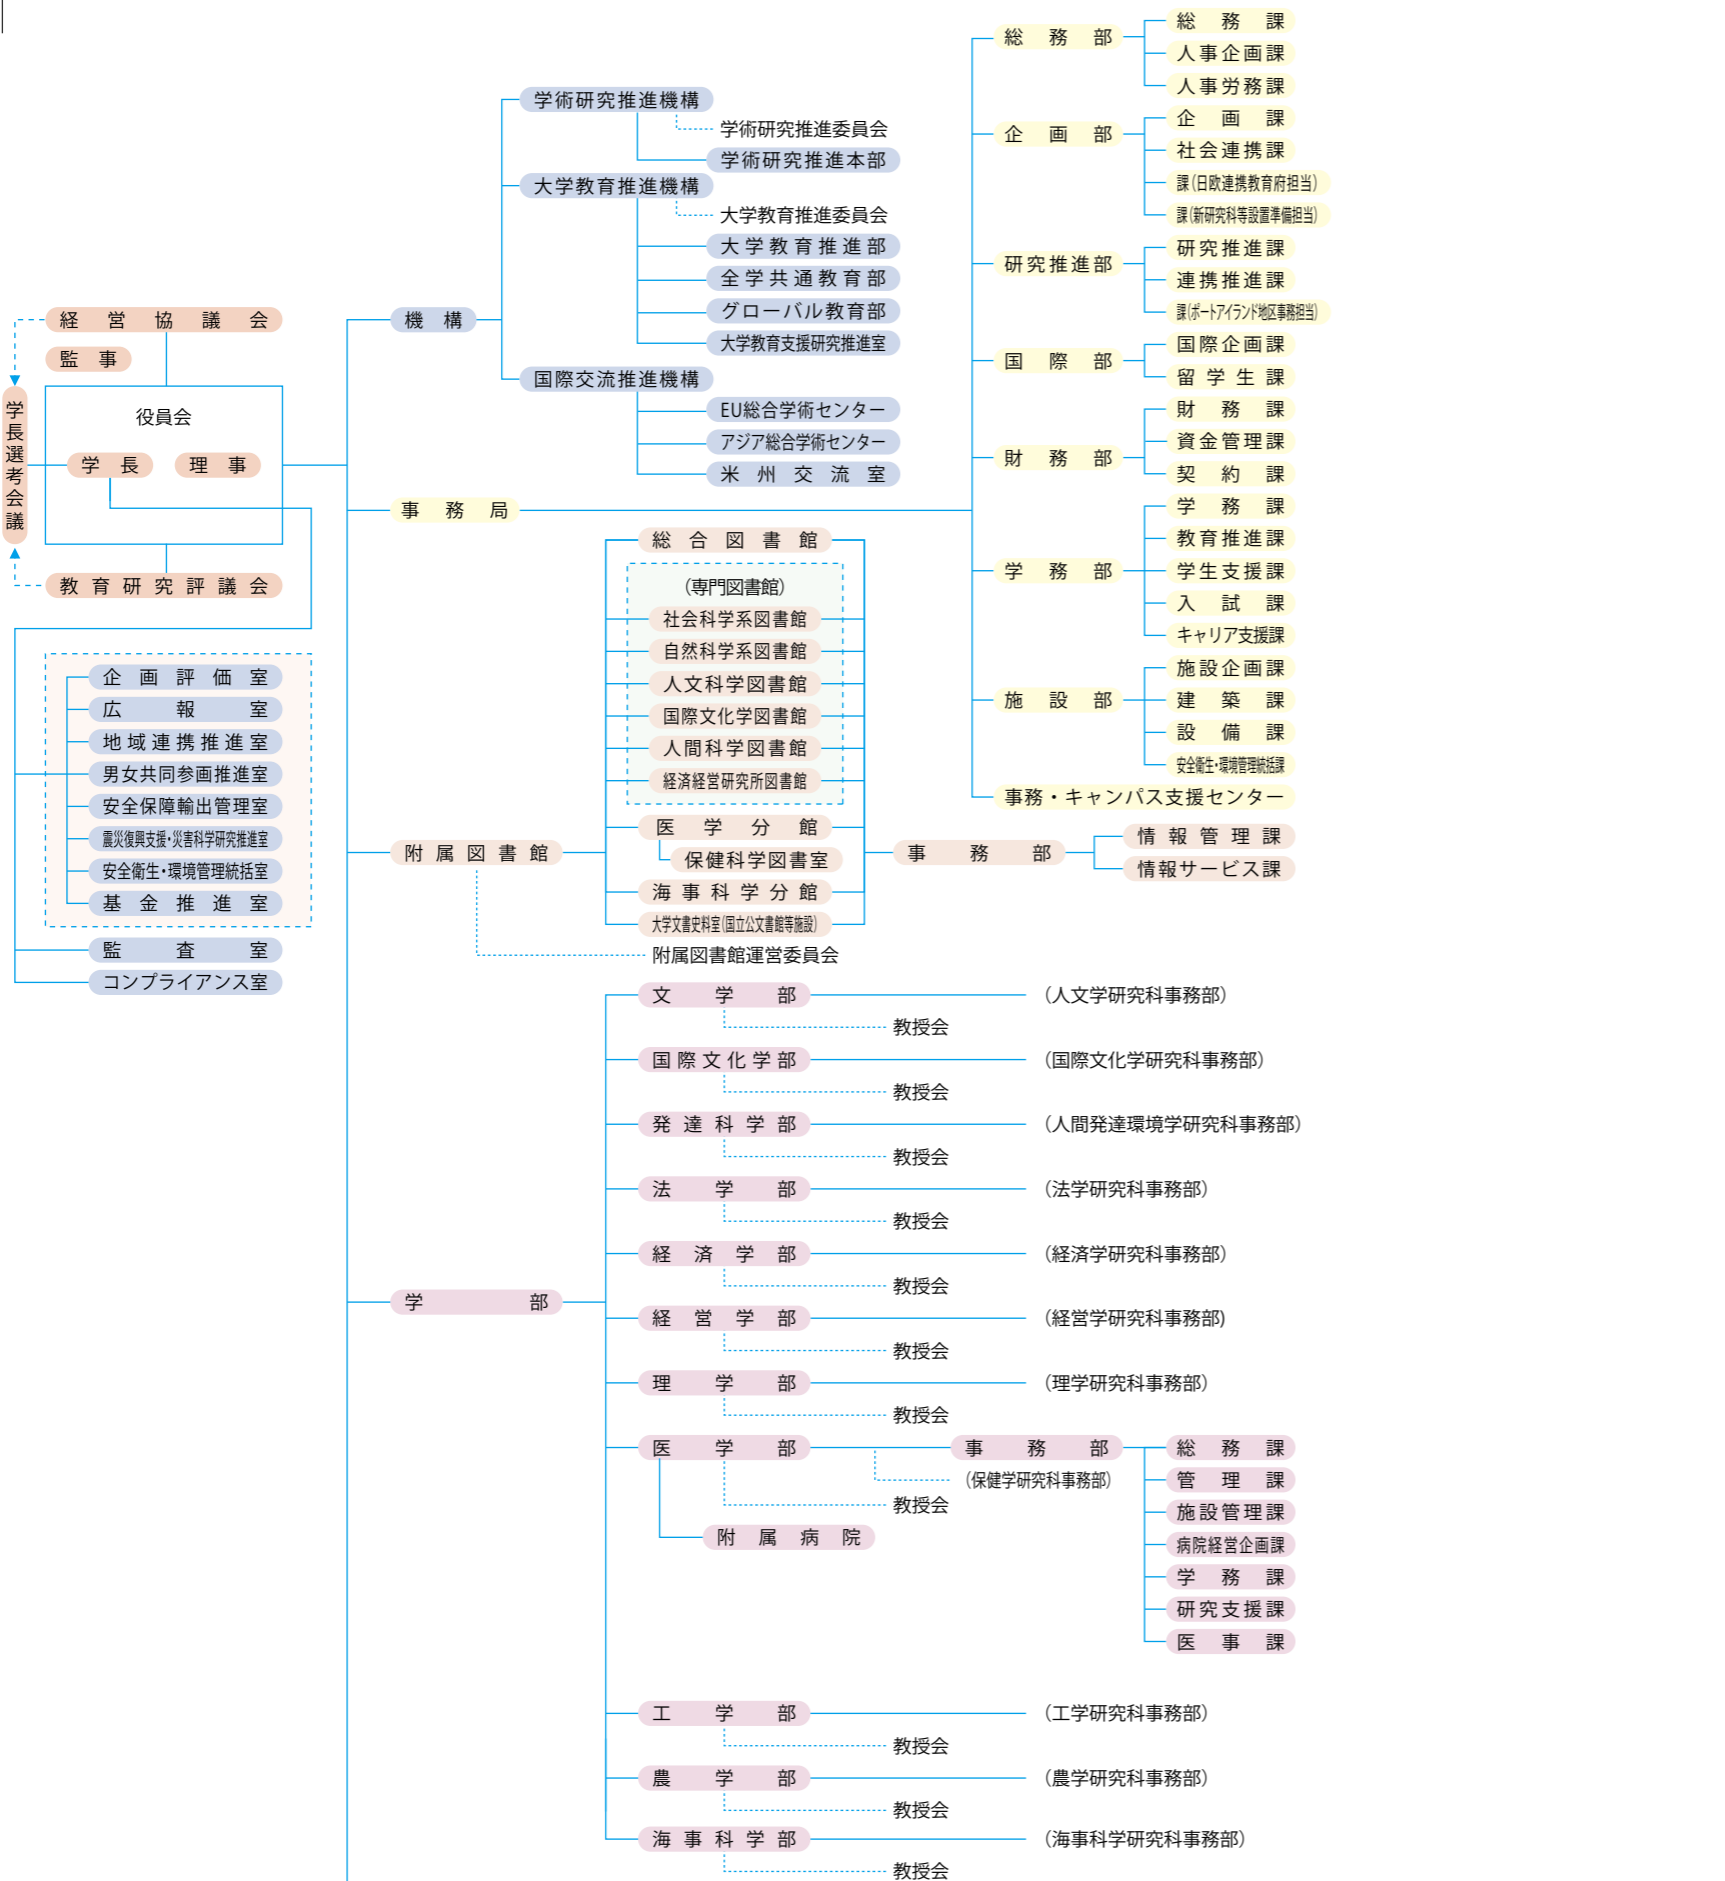 経営協議会
監事
役員会
学長
理事
学長選考会議
教育研究評議会
企画評価室
広報室
地域連携推進室
男女共同参画推進室
安全保障輸出管理室
震災復興支援・災害科学研究推進室
安全衛生・環境管理統括室
基金推進室
監査室
コンプライアンス室
機構
学術研究推進機構
学術研究推進委員会
学術研究推進本部
大学教育推進機構
大学教育推進委員会
大学教育推進部
全学共通教育部
グローバル教育部
大学教育支援研究推進室
国際交流推進機構
EU総合学術センター
アジア総合学術センター
米州交流室
事務局
総務部
総務課
人事企画課
人事労務課
企画部
企画課
社会連携課
課(日欧連携教育府担当)
課(新研究科等設置準備担当)
研究推進部
研究推進課
連携推進課
課(ポートアイランド地区事務担当)
国際部
国際企画課
留学生課
財務部
財務課
資金管理課
契約課
学務部
学務課
教育推進課
学生支援課
入試課
キャリア支援課
施設部
施設企画課
建築課
設備課
安全衛生・環境管理統括課
事務・キャンパス支援センター
附属図書館
総合図書館
(専門図書館)
社会科学系図書館
自然科学系図書館
人文科学図書館
国際文化学図書館
人間科学図書館
経済経営研究所図書館
医学分館
保健科学図書室
海事科学分館
大学文書史料室(国立公文書館等施設)
附属図書館運営委員会
事務部
情報管理課
情報サービス課
学部
文学部
(人文学研究科事務部)
教授会
国際文化学部
(国際文化学研究科事務部)
教授会
発達科学部
(人間発達環境学研究科事務部)
教授会
法学部
(法学研究科事務部)
教授会
経済学部
(経済学研究科事務部)
教授会
経営学部
(経営学研究科事務部)
教授会
理学部
(理学研究科事務部)
教授会
医学部
事務部
(保健学研究科事務部)
教授会
附属病院
総務課
管理課
施設管理課
病院経営企画課
学務課
研究支援課
医事課
工学部
(工学研究科事務部)
教授会
農学部
(農学研究科事務部)
教授会
海事科学部
(海事科学研究科事務部)
教授会